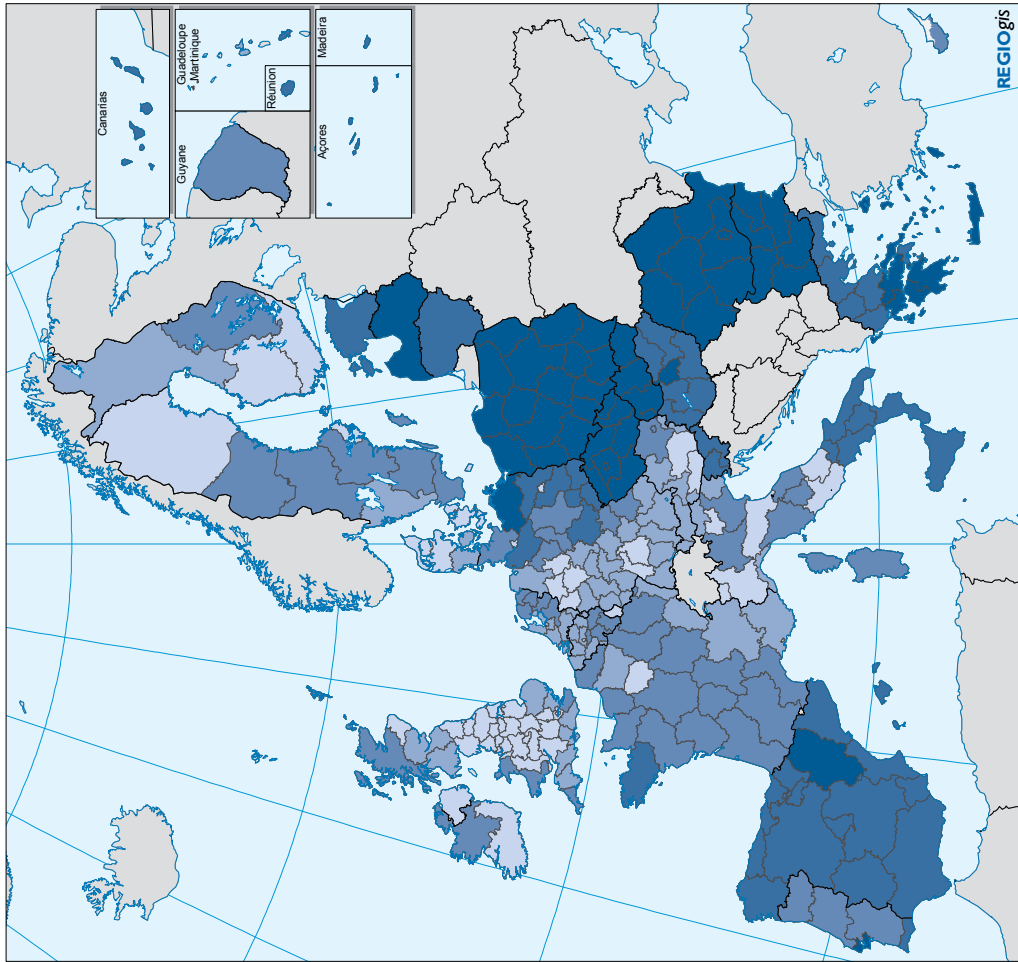 Canarias
Guyane
Guadeloupe
Martinique
Réunion
Açores
Madeira
REGIOgis